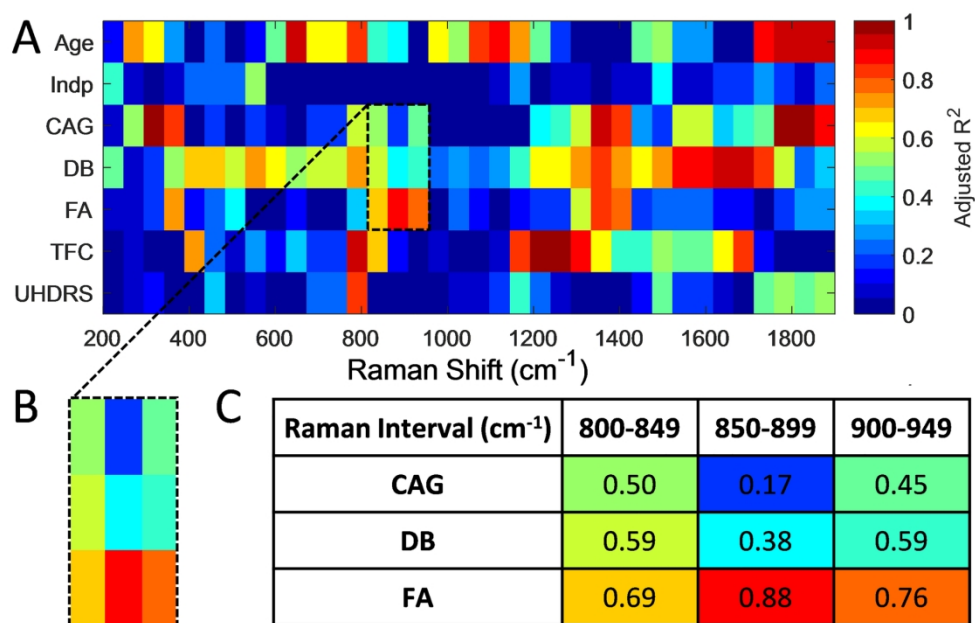 A
Age
Indp
CAG
DB
FA
TFC
UHDRS
200 400 600 800 1000 1200 1400 1600 1800
Raman Shift (cm-1)
1
0.8
0.6
0.4
0.2
0
Adjusted R2
B
C
Raman Interval (cm-1) 800-849 850-899 900-949
CAG 0.50 0.17 0.45
DB 0.59 0.38 0.59
FA 0.69 0.88 0.76